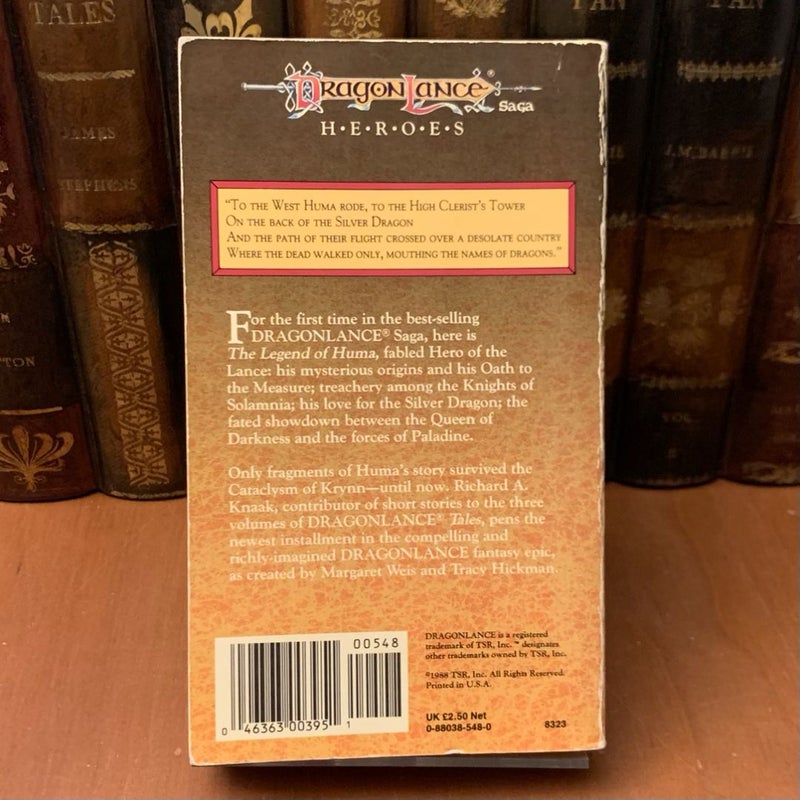 TALES
JAMES
STEPHENS
PAN
PAN
J.M. BARRIE
VOL.
DRAGONLANCE®
SAGA
H•E•R•O•E•S
"TO THE WEST HUMA RODE, TO THE HIGH CLERIST'S TOWER
ON THE BACK OF THE SILVER DRAGON
AND THE PATH OF THEIR FLIGHT CROSSED OVER A DESOLATE COUNTRY
WHERE THE DEAD WALKED ONLY, MOUTHING THE NAMES OF DRAGONS."
For the first time in the best-selling
DRAGONLANCE® Saga, here is
The Legend of Huma, fabled Hero of the
Lance: his mysterious origins and his Oath to
the Measure; treachery among the Knights of
Solamnia; his love for the Silver Dragon; the
fated showdown between the Queen of
Darkness and the forces of Paladine.
Only fragments of Huma's story survived the
Cataclysm of Krynn—until now. Richard A.
Knaak, contributor of short stories to the three
volumes of DRAGONLANCE® Tales, pens the
newest installment in the compelling and
richly-imagined DRAGONLANCE fantasy epic,
as created by Margaret Weis and Tracy Hickman.
00548
0 46363 00395 1
DRAGONLANCE is a registered
trademark of TSR, Inc. ™ designates
other trademarks owned by TSR, Inc.
©1988 TSR, Inc. All Rights Reserved.
Printed in U.S.A.
UK £2.50 Net
0-88038-548-0
8323